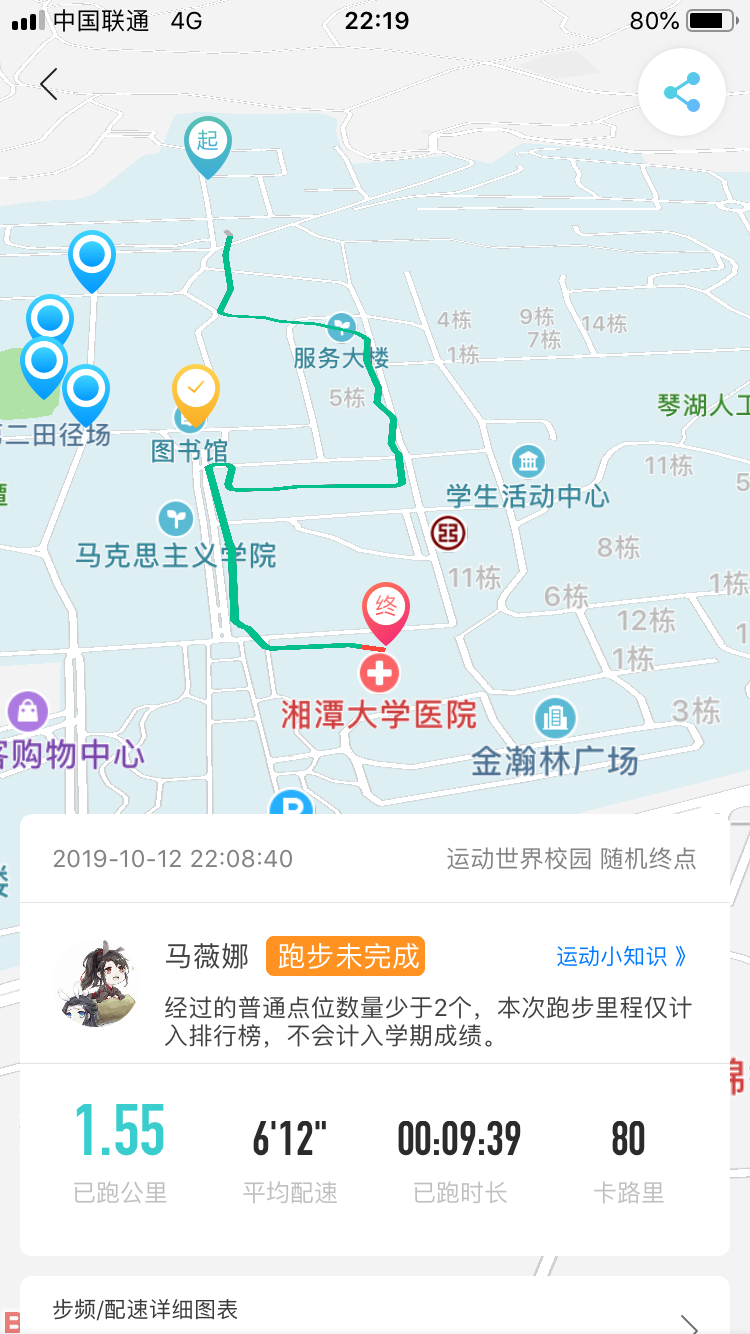 中国联通 4G 22:19 80%
起
4栋
9栋
14栋
7栋
服务大楼
1栋
5栋
琴湖人工
二田径场
图书馆
11栋
学生活动中心
马克思主义学院
8栋
11栋
1栋
6栋
12栋
终
1栋
湘潭大学医院
3栋
购物中心
金瀚林广场
P
2019-10-12 22:08:40
运动世界校园 随机终点
马薇娜 跑步未完成
运动小知识 》
经过的普通点位数量少于2个，本次跑步里程仅计
入排行榜，不会计入学期成绩。
1.55 6'12" 00:09:39 80
已跑公里 平均配速 已跑时长 卡路里
步频/配速详细图表